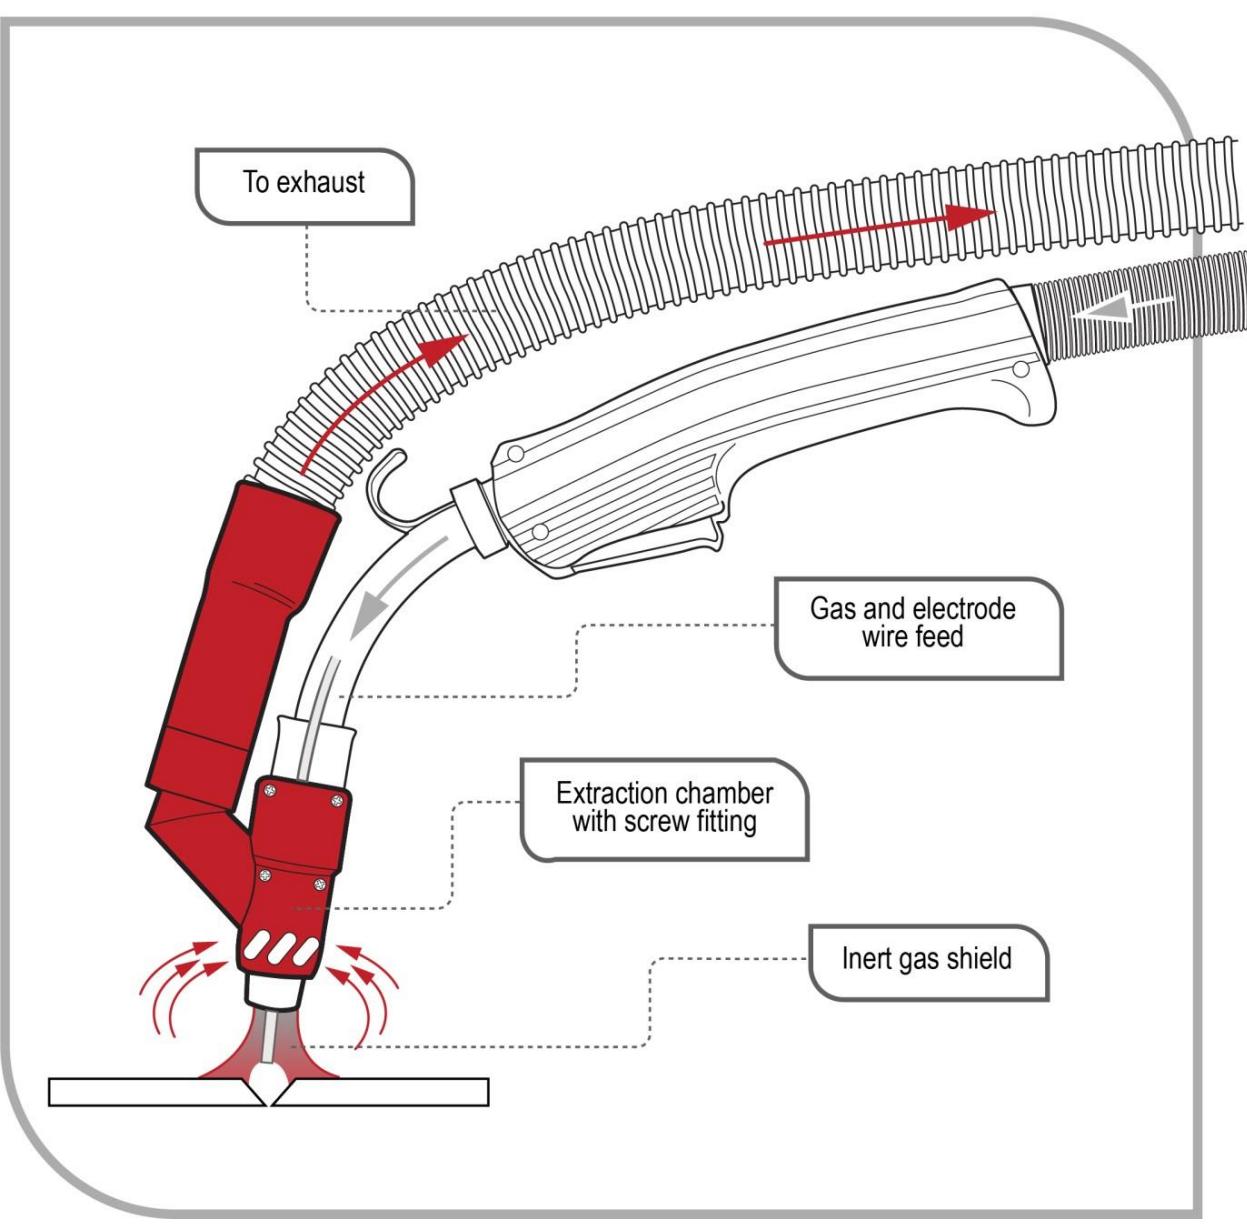 To exhaust
Gas and electrode
wire feed
Extraction chamber
with screw fitting
Inert gas shield